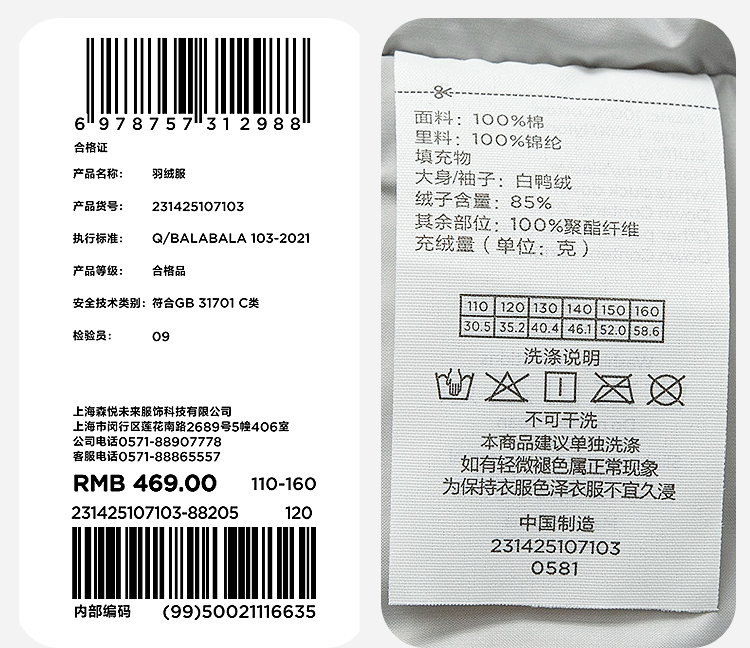 6 978757 312988
合格证
产品名称： 羽绒服
产品货号： 231425107103
执行标准： Q/BALABALA 103-2021
产品等级： 合格品
安全技术类别：符合GB 31701 C类
检验员： 09
上海森悦未来服饰科技有限公司
上海市闵行区莲花南路2689号5幢406室
公司电话0571-88907778
客服电话0571-88865557
RMB 469.00 110-160
231425107103-88205 120
内部编码 (99)50021116635
面料：100%棉
里料：100%锦纶
填充物
大身/袖子：白鸭绒
绒子含量：85%
其余部位：100%聚酯纤维
充绒量（单位：克）
110 120 130 140 150 160
30.5 35.2 40.4 46.1 52.0 58.6
洗涤说明
不可干洗
本商品建议单独洗涤
如有轻微褪色属正常现象
为保持衣服色泽衣服不宜久浸
中国制造
231425107103
0581